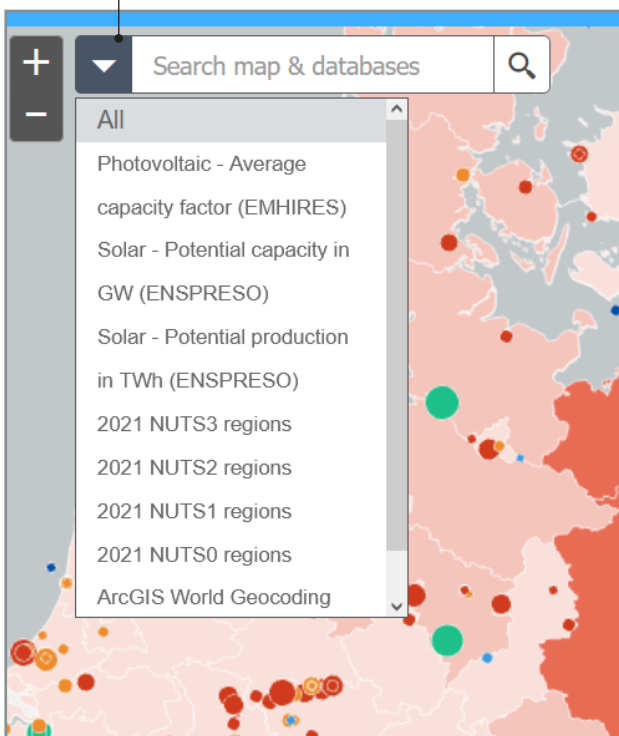 +
Search map & databases
−
All
Photovoltaic - Average
capacity factor (EMHIRES)
Solar - Potential capacity in
GW (ENSPRESO)
Solar - Potential production
in TWh (ENSPRESO)
2021 NUTS3 regions
2021 NUTS2 regions
2021 NUTS1 regions
2021 NUTS0 regions
ArcGIS World Geocoding